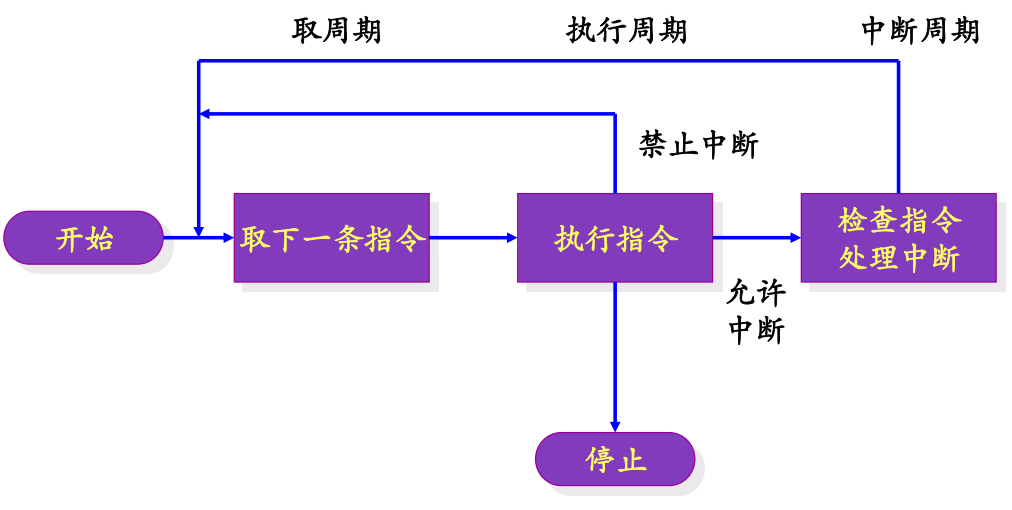 取周期
执行周期
中断周期
禁止中断
开始
取下一条指令
执行指令
检查指令
处理中断
允许
中断
停止